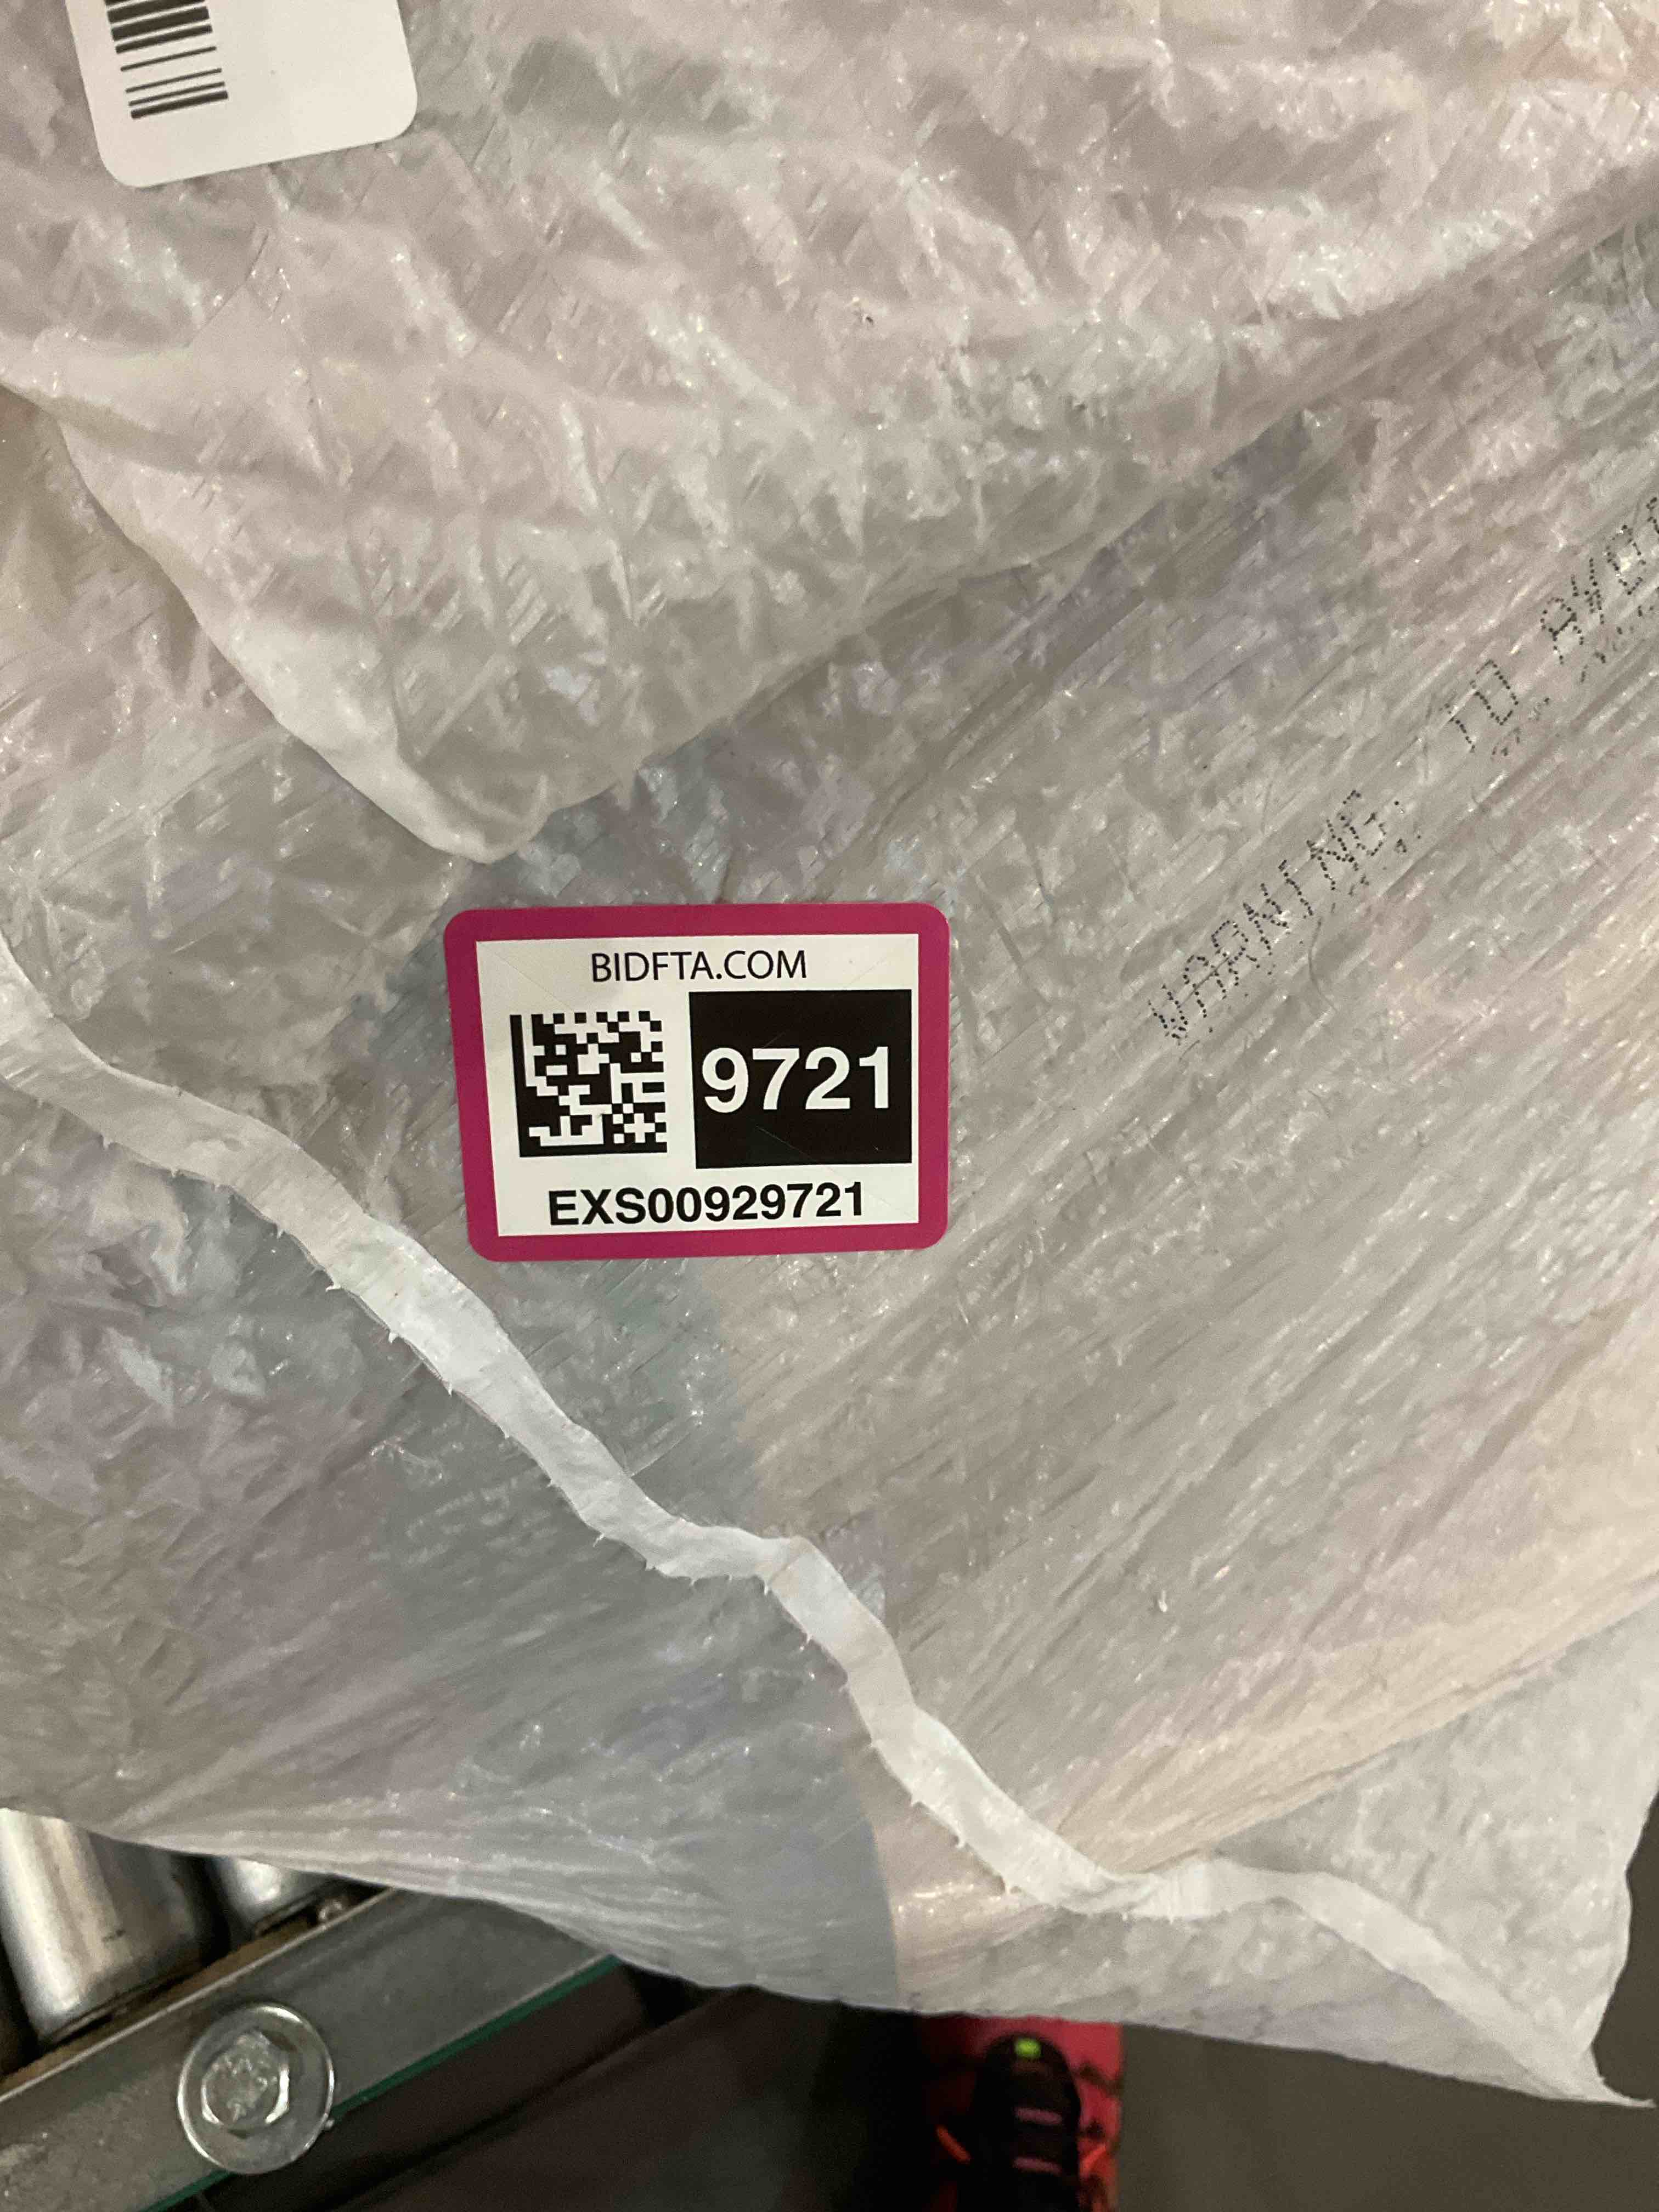 BIDFTA.COM
9721
EXS00929721
WARNING: TO